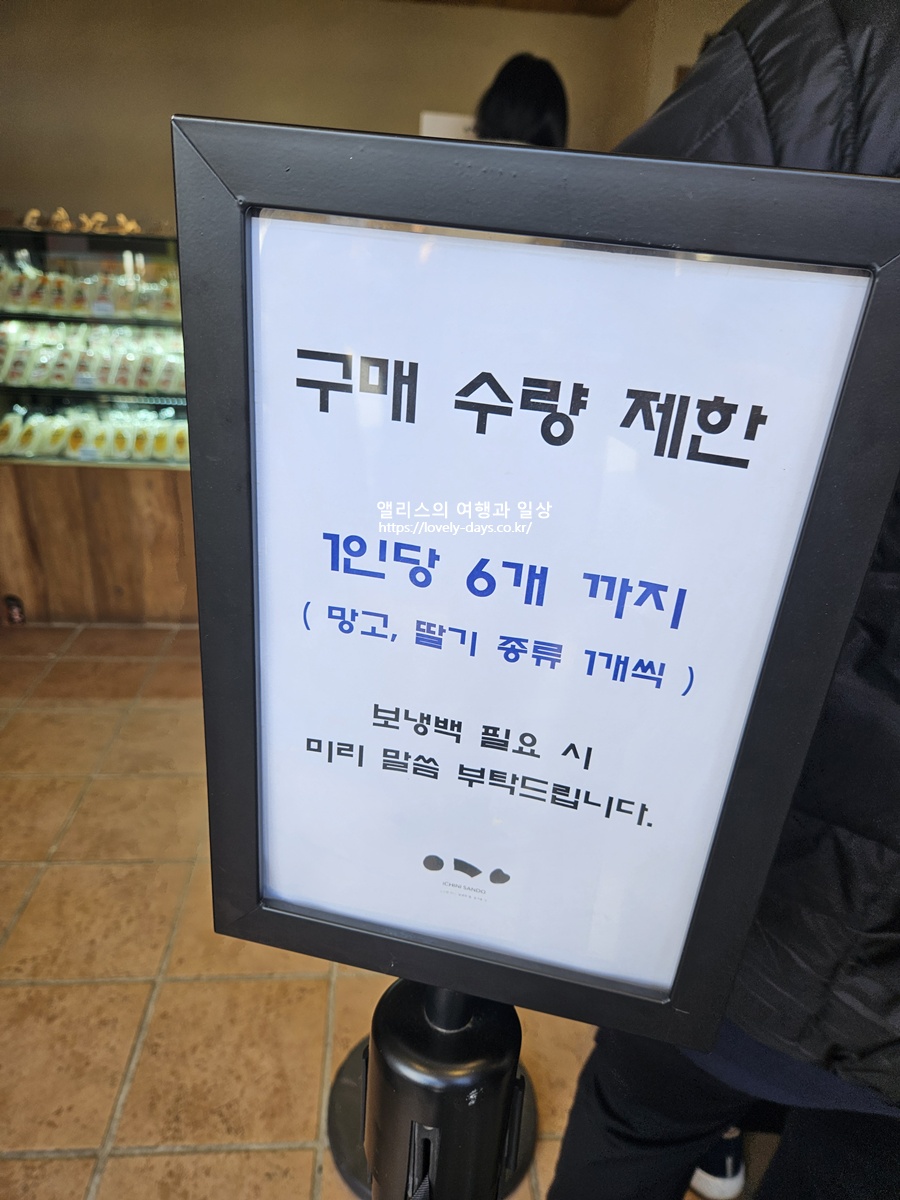 구매 수량 제한
앨리스의 여행과 일상
https://lovely-days.co.kr/
1인당 6개 까지
( 망고, 딸기 종류 1개씩 )
보냉백 필요 시
미리 말씀 부탁드립니다.